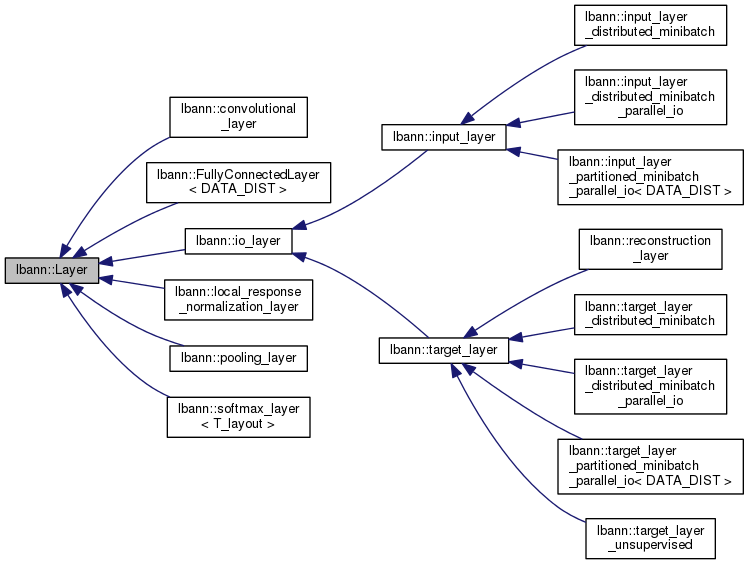 lbann::Layer
lbann::convolutional
_layer
lbann::FullyConnectedLayer
< DATA_DIST >
lbann::io_layer
lbann::local_response
_normalization_layer
lbann::pooling_layer
lbann::softmax_layer
< T_layout >
lbann::input_layer
lbann::target_layer
lbann::input_layer
_distributed_minibatch
lbann::input_layer
_distributed_minibatch
_parallel_io
lbann::input_layer
_partitioned_minibatch
_parallel_io< DATA_DIST >
lbann::reconstruction
_layer
lbann::target_layer
_distributed_minibatch
lbann::target_layer
_distributed_minibatch
_parallel_io
lbann::target_layer
_partitioned_minibatch
_parallel_io< DATA_DIST >
lbann::target_layer
_unsupervised